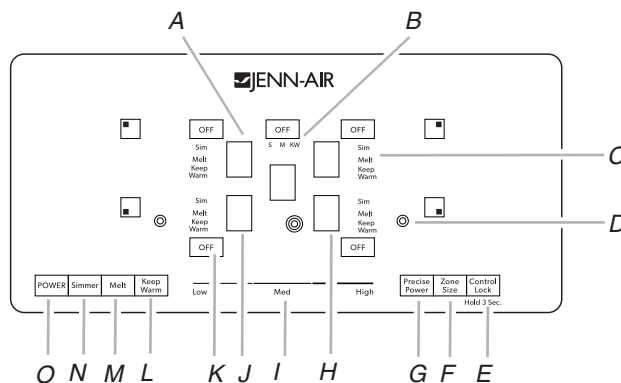 A B
JENN-AIR
OFF OFF OFF
S M KW
Sim Sim
Melt Melt
Keep Warm Keep Warm
C
Sim Sim
Melt Melt
Keep Warm Keep Warm
D
OFF OFF
POWER Simmer Melt Keep Warm
Low Med High
Precise Power Zone Size Control Lock
Hold 3 Sec.
O N M L K J I H G F E